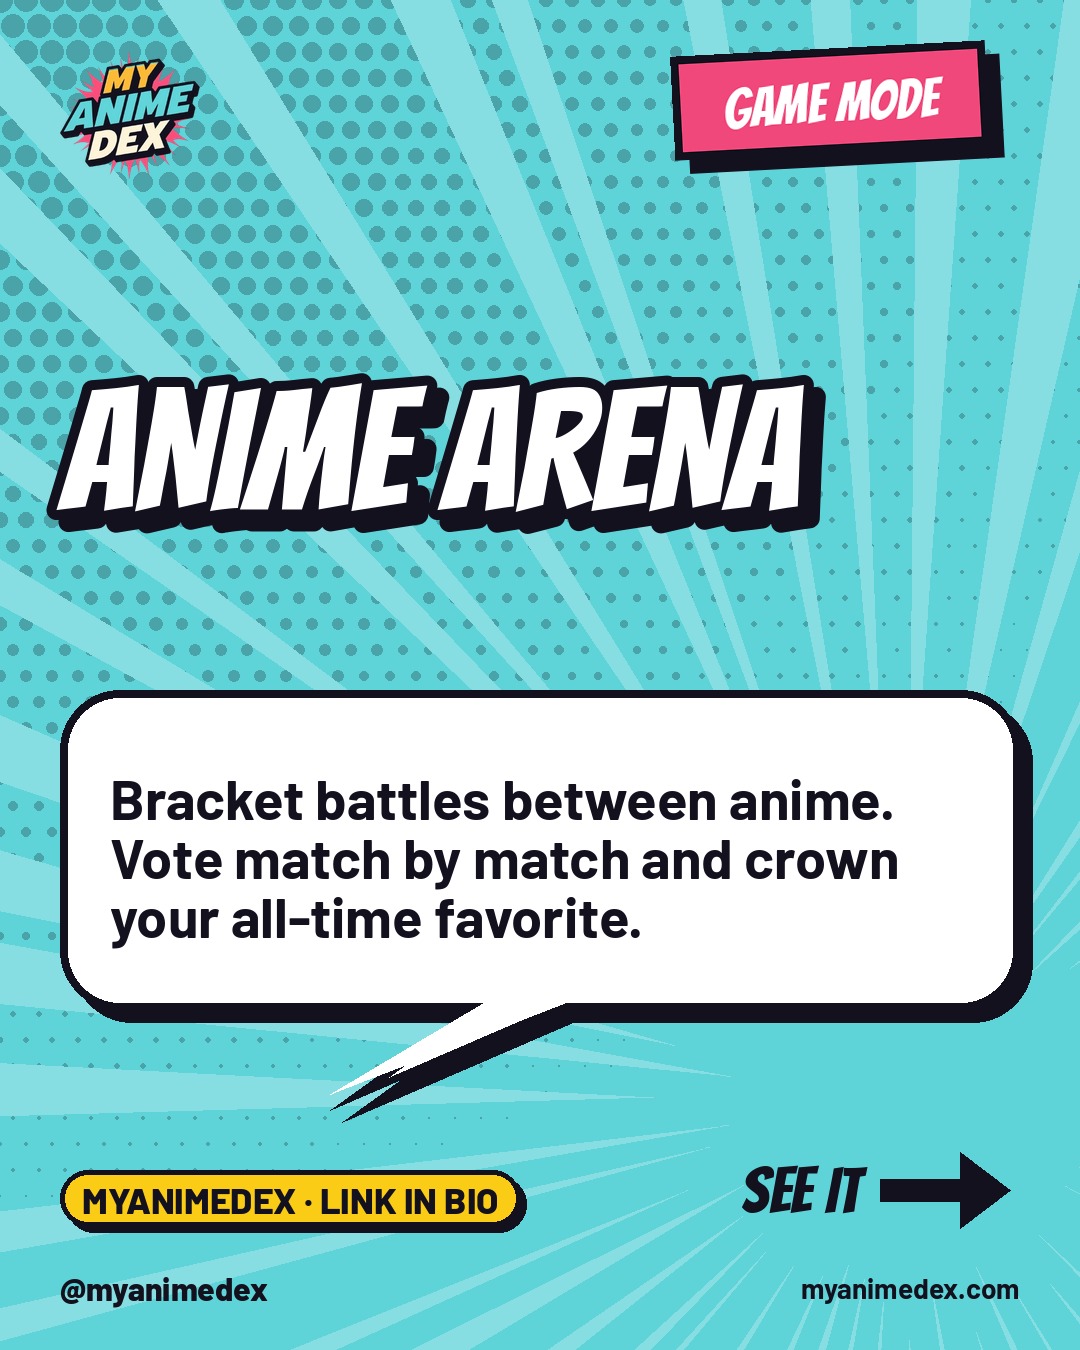 MY
ANIME
DEX
GAME MODE
ANIME ARENA
Bracket battles between anime.
Vote match by match and crown
your all-time favorite.
MYANIMEDEX · LINK IN BIO
SEE IT
@myanimedex
myanimedex.com